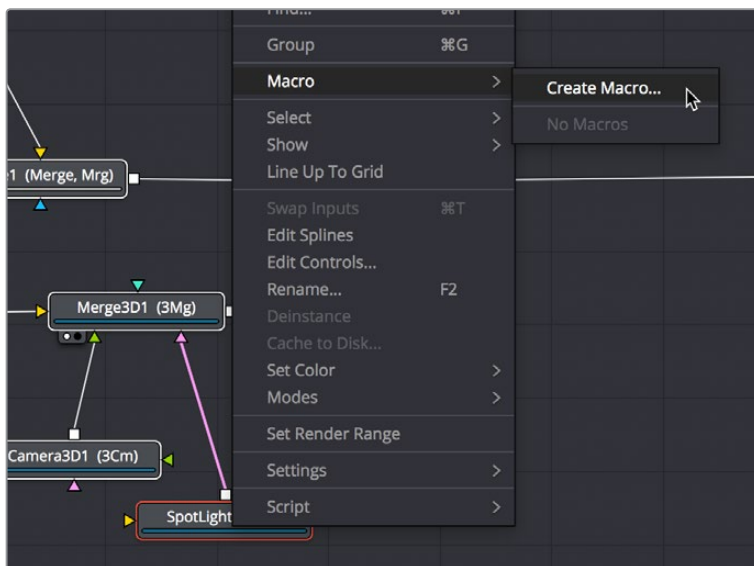 Find... ⌘F
Group ⌘G
Macro >
Create Macro...
No Macros
Select >
Show >
Line Up To Grid
Swap Inputs ⌘T
Edit Splines
Edit Controls...
Rename... F2
Deinstance
Cache to Disk...
Set Color >
Modes >
Set Render Range
Settings >
Script >
(Merge, Mrg)
Merge3D1 (3Mg)
Camera3D1 (3Cm)
SpotLight